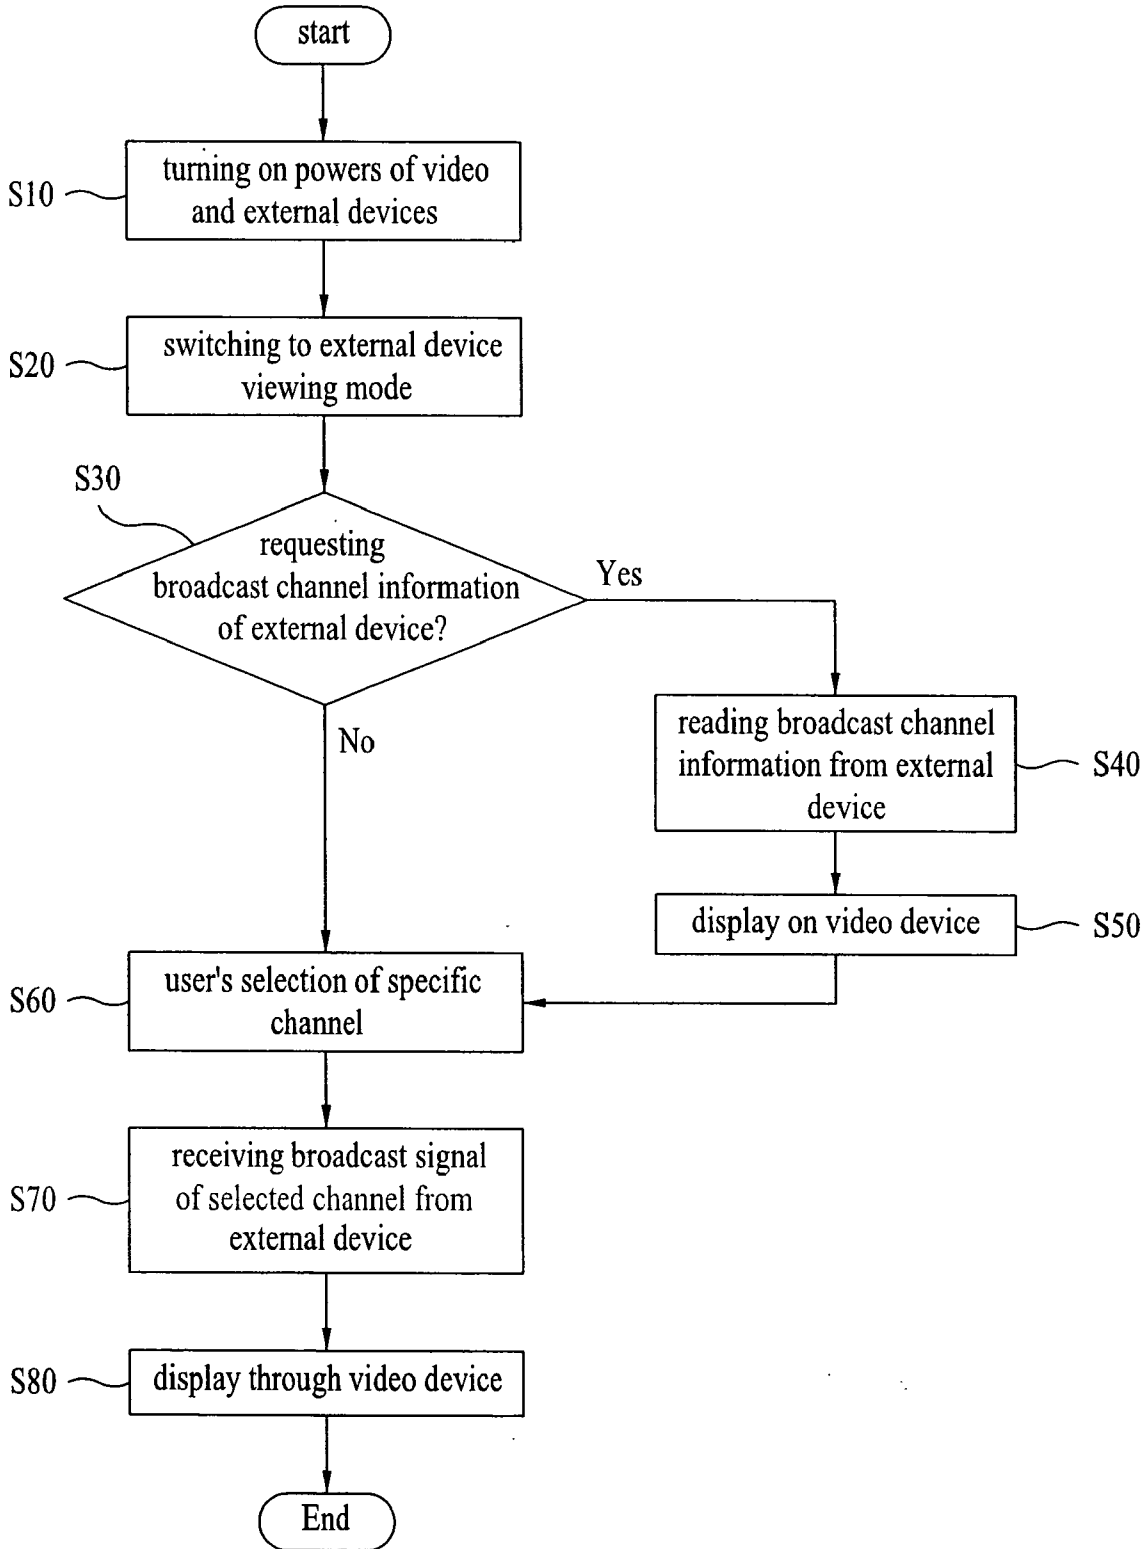 start
S10
turning on powers of video
and external devices
S20
switching to external device
viewing mode
S30
requesting
broadcast channel information
of external device?
Yes
No
reading broadcast channel
information from external
device
S40
display on video device
S50
S60
user's selection of specific
channel
S70
receiving broadcast signal
of selected channel from
external device
S80
display through video device
End